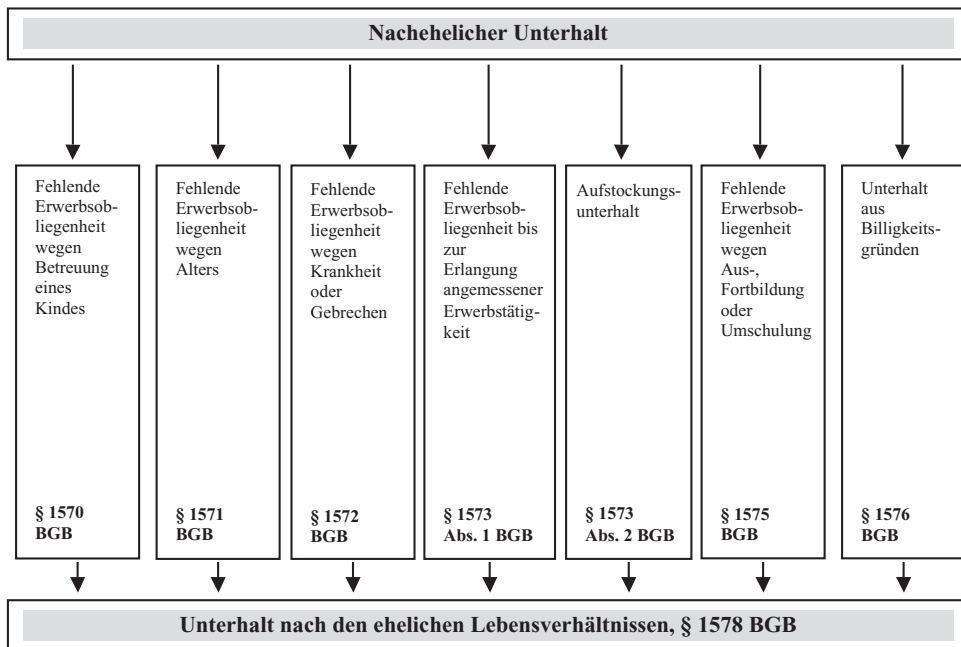 Nachehelicher Unterhalt
Fehlende
Erwerbsob-
liegenheit
wegen
Betreuung
eines
Kindes
§ 1570
BGB
Fehlende
Erwerbsob-
liegenheit
wegen
Alters
§ 1571
BGB
Fehlende
Erwerbsob-
liegenheit
wegen
Krankheit
oder
Gebrechen
§ 1572
BGB
Fehlende
Erwerbsob-
liegenheit bis
zur
Erlangung
angemessener
Erwerbstätig-
keit
§ 1573
Abs. 1 BGB
Aufstockungs-
unterhalt
§ 1573
Abs. 2 BGB
Fehlende
Erwerbsob-
liegenheit
wegen
Aus-,
Fortbildung
oder
Umschulung
§ 1575
BGB
Unterhalt
aus
Billigkeits-
gründen
§ 1576
BGB
Unterhalt nach den ehelichen Lebensverhältnissen, § 1578 BGB